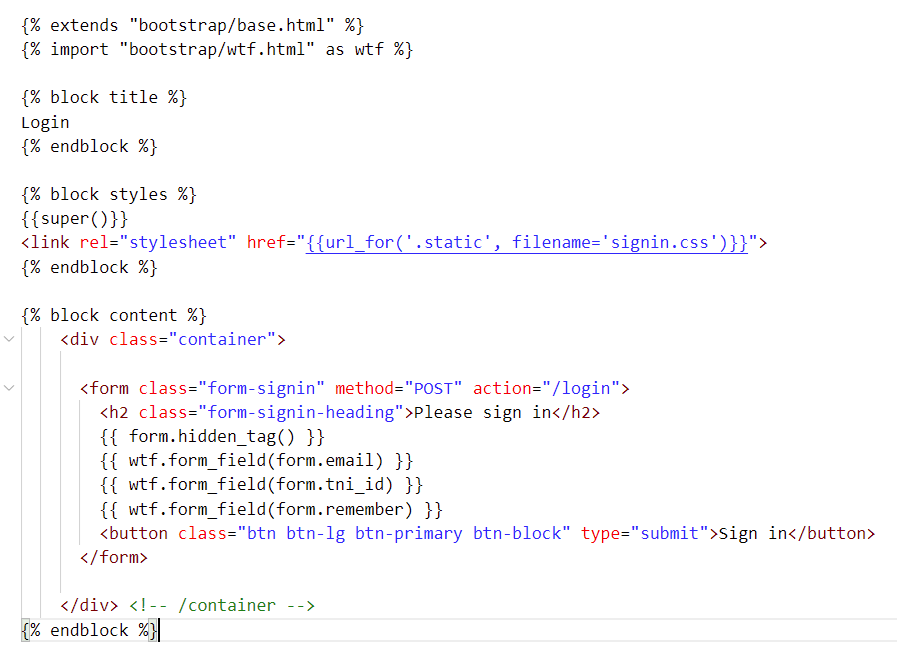 {% extends "bootstrap/base.html" %}
{% import "bootstrap/wtf.html" as wtf %}
{% block title %}
Login
{% endblock %}
{% block styles %}
{{super()}}
<link rel="stylesheet" href="{{url_for('.static', filename='signin.css')}}">
{% endblock %}
{% block content %}
<div class="container">
<form class="form-signin" method="POST" action="/login">
<h2 class="form-signin-heading">Please sign in</h2>
{{ form.hidden_tag() }}
{{ wtf.form_field(form.email) }}
{{ wtf.form_field(form.tni_id) }}
{{ wtf.form_field(form.remember) }}
<button class="btn btn-lg btn-primary btn-block" type="submit">Sign in</button>
</form>
</div> <!-- /container -->
{% endblock %}